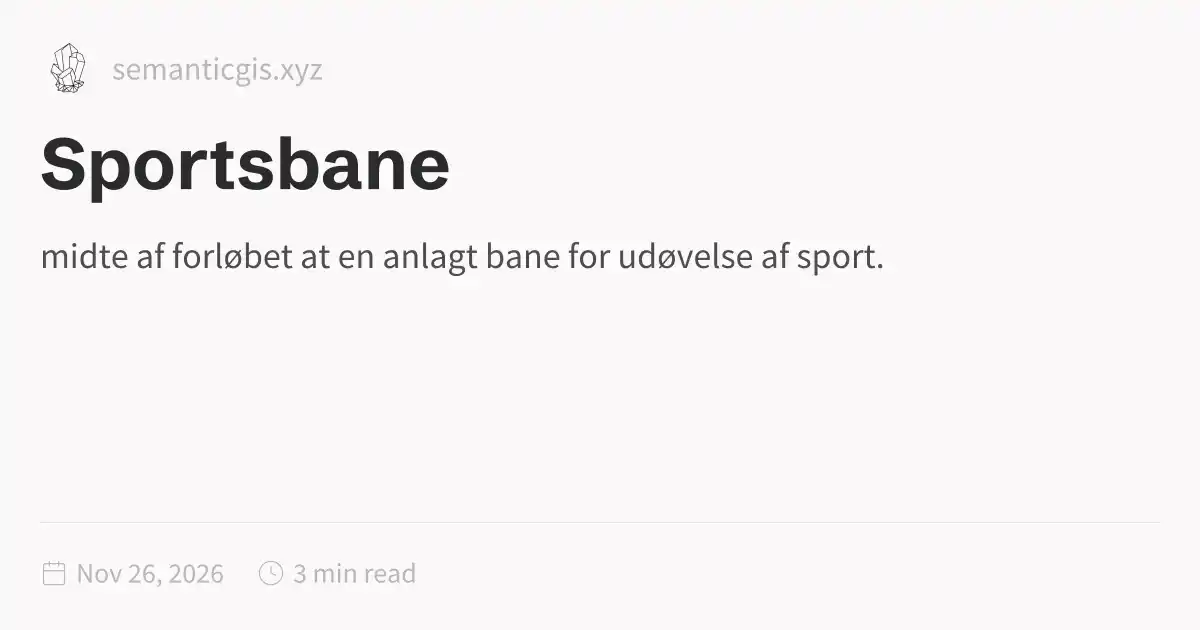 semanticgis.xyz
Sportsbane
midte af forløbet at en anlagt bane for udøvelse af sport.
Nov 26, 2026 3 min read